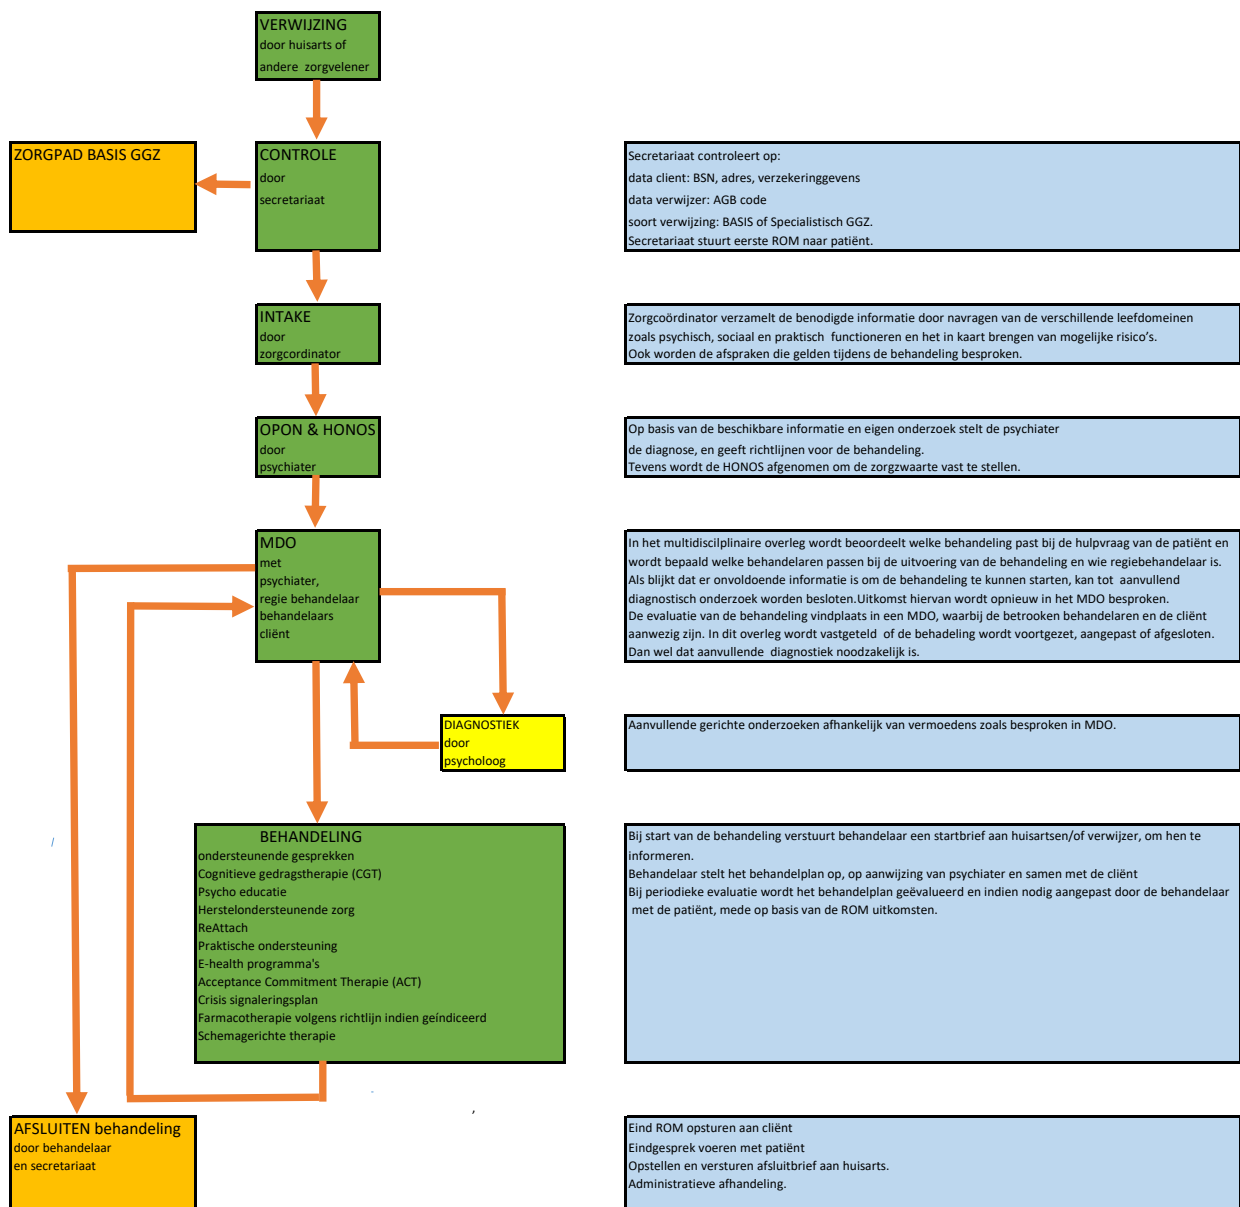 VERWIJZING
door huisarts of
andere  zorgvelener
ZORGPAD BASIS GGZ
CONTROLE
door
secretariaat
Secretariaat controleert op:
data client: BSN, adres, verzekeringgevens
data verwijzer: AGB code
soort verwijzing: BASIS of Specialistisch GGZ.
Secretariaat stuurt eerste ROM naar patiënt.
INTAKE
door
zorgcordinator
Zorgcoördinator verzamelt de benodigde informatie door navragen van de verschillende leefdomeinen
zoals psychisch, sociaal en praktisch  functioneren en het in kaart brengen van mogelijke risico's.
Ook worden de afspraken die gelden tijdens de behandeling besproken.
OPON & HONOS
door
psychiater
Op basis van de beschikbare informatie en eigen onderzoek stelt de psychiater
de diagnose, en geeft richtlijnen voor de behandeling.
Tevens wordt de HONOS afgenomen om de zorgzwaarte vast te stellen.
MDO
met
psychiater,
regie behandelaar
behandelaars
cliënt
In het multidiscilplinaire overleg wordt beoordeelt welke behandeling past bij de hulpvraag van de patiënt en
wordt bepaald welke behandelaren passen bij de uitvoering van de behandeling en wie regiebehandelaar is.
Als blijkt dat er onvoldoende informatie is om de behandeling te kunnen starten, kan tot  aanvullend
diagnostisch onderzoek worden besloten.Uitkomst hiervan wordt opnieuw in het MDO besproken.
De evaluatie van de behandeling vindplaats in een MDO, waarbij de betrooken behandelaren en de cliënt
aanwezig zijn. In dit overleg wordt vastgeteld  of de behadeling wordt voortgezet, aangepast of afgesloten.
Dan wel dat aanvullende  diagnostiek noodzakelijk is.
DIAGNOSTIEK
door
psycholoog
Aanvullende gerichte onderzoeken afhankelijk van vermoedens zoals besproken in MDO.
BEHANDELING
ondersteunende gesprekken
Cognitieve gedragstherapie (CGT)
Psycho educatie
Herstelondersteunende zorg
ReAttach
Praktische ondersteuning
E-health programma's
Acceptance Commitment Therapie (ACT)
Crisis signaleringsplan
Farmacotherapie volgens richtlijn indien geíndiceerd
Schemagerichte therapie
Bij start van de behandeling verstuurt behandelaar een startbrief aan huisartsen/of verwijzer, om hen te
informeren.
Behandelaar stelt het behandelplan op, op aanwijzing van psychiater en samen met de cliënt
Bij periodieke evaluatie wordt het behandelplan geëvalueerd en indien nodig aangepast door de behandelaar
met de patiënt, mede op basis van de ROM uitkomsten.
AFSLUITEN behandeling
door behandelaar
en secretariaat
Eind ROM opsturen aan cliënt
Eindgesprek voeren met patiënt
Opstellen en versturen afsluitbrief aan huisarts.
Administratieve afhandeling.